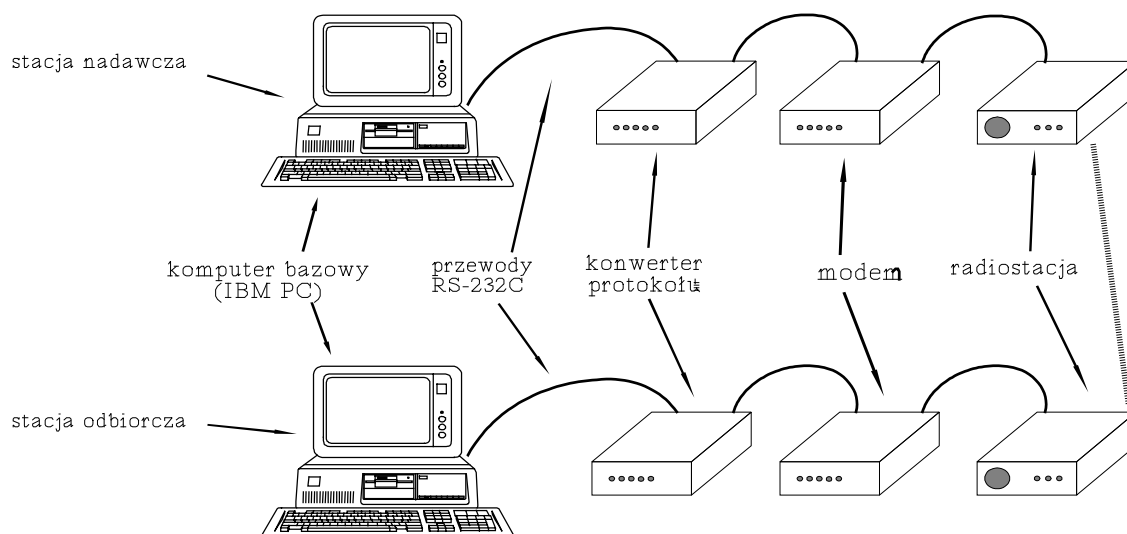 stacja nadawcza
komputer bazowy
(IBM PC)
przewody
RS-232C
konwerter
protokołu
modem
radiostacja
stacja odbiorcza